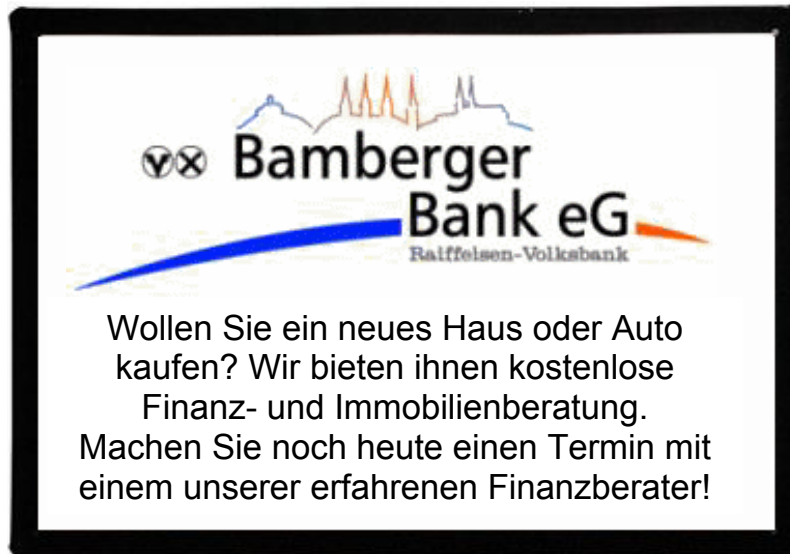 Bamberger
Bank eG
Raiffeisen-Volksbank
Wollen Sie ein neues Haus oder Auto
kaufen? Wir bieten ihnen kostenlose
Finanz- und Immobilienberatung.
Machen Sie noch heute einen Termin mit
einem unserer erfahrenen Finanzberater!